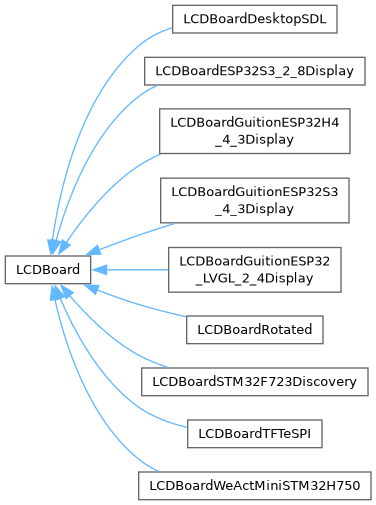 LCDBoardDesktopSDL
LCDBoardESP32S3_2_8Display
LCDBoardGuitionESP32H4
_4_3Display
LCDBoardGuitionESP32S3
_4_3Display
LCDBoard
LCDBoardGuitionESP32
_LVGL_2_4Display
LCDBoardRotated
LCDBoardSTM32F723Discovery
LCDBoardTFTeSPI
LCDBoardWeActMiniSTM32H750